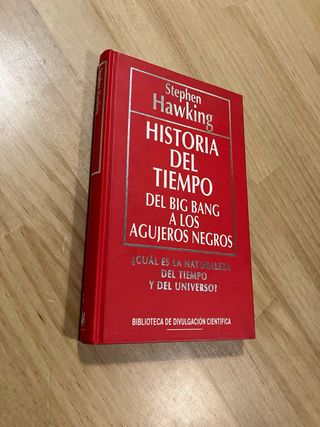 Stephen
Hawking
HISTORIA
DEL
TIEMPO
DEL BIG BANG
A LOS
AGUJEROS NEGROS
¿CUÁL ES LA NATURALEZA
DEL TIEMPO
Y DEL UNIVERSO?
BIBLIOTECA DE DIVULGACIÓN CIENTÍFICA